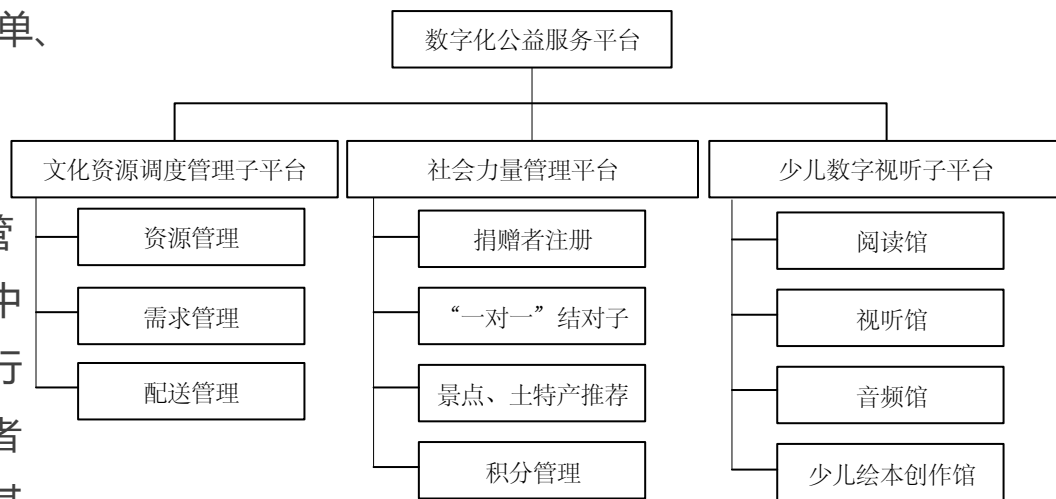 单、
管
中
行
者
数字化公益服务平台
文化资源调度管理子平台
社会力量管理平台
少儿数字视听子平台
资源管理
需求管理
配送管理
捐赠者注册
“一对一”结对子
景点、土特产推荐
积分管理
阅读馆
视听馆
音频馆
少儿绘本创作馆